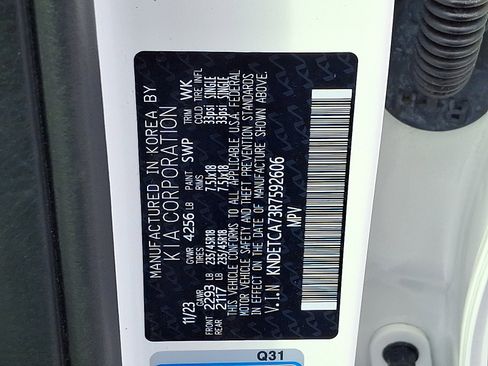 MANUFACTURED IN KOREA BY
KIA CORPORATION
11/23 GVWR 4256 LB PAINT SWP TRIM WK
GAWR TIRES RIMS COLD TIRE INFL
FRONT 2293 LB 235/45R18 7.5Jx18 33psi SINGLE
REAR 2117 LB 235/45R18 7.5Jx18 33psi SINGLE
THIS VEHICLE CONFORMS TO ALL APPLICABLE U.S.A. FEDERAL
MOTOR VEHICLE SAFETY AND THEFT PREVENTION STANDARDS
IN EFFECT ON THE DATE OF MANUFACTURE SHOWN ABOVE.
V.I.N KNDETCA73R7592606
MPV
Q31